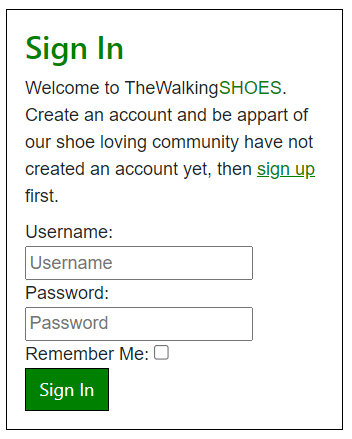 Sign In
Welcome to TheWalkingSHOES.
Create an account and be appart of
our shoe loving community have not
created an account yet, then sign up
first.
Username:
Username
Password:
Password
Remember Me:
Sign In